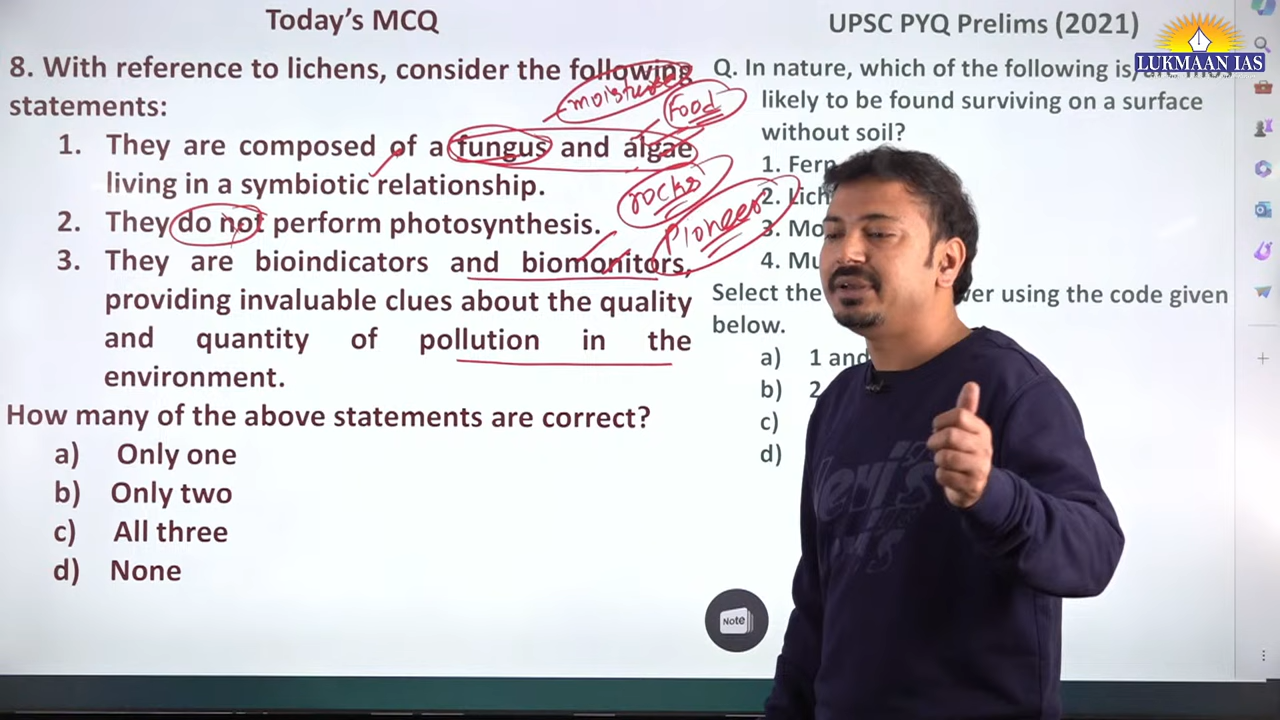 Today's MCQ
8. With reference to lichens, consider the following
statements:
1. They are composed of a fungus and algae
living in a symbiotic relationship.
2. They do not perform photosynthesis.
3. They are bioindicators and biomonitors,
providing invaluable clues about the quality
and quantity of pollution in the
environment.
How many of the above statements are correct?
a) Only one
b) Only two
c) All three
d) None
moisture
Food
rocks
Pioneer
UPSC PYQ Prelims (2021)
LUKMAAN IAS
Q. In nature, which of the following is/
likely to be found surviving on a surface
without soil?
1. Fern
2. Lich
3. Mo
4. Mu
Select the wer using the code given
below.
a) 1 and
b) 2
c)
d)
Note